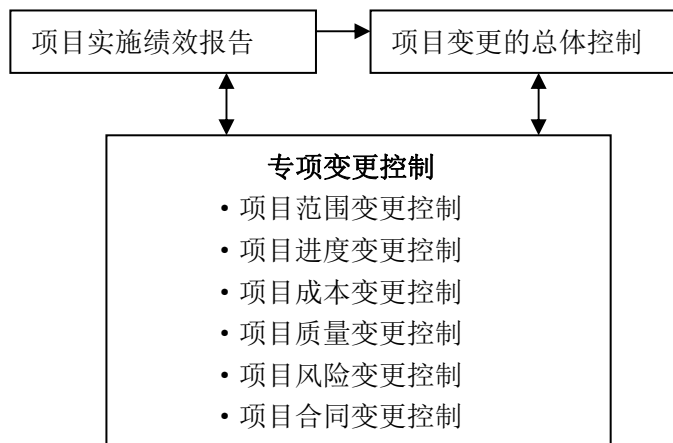 项目实施绩效报告
项目变更的总体控制
专项变更控制
·项目范围变更控制
·项目进度变更控制
·项目成本变更控制
·项目质量变更控制
·项目风险变更控制
·项目合同变更控制